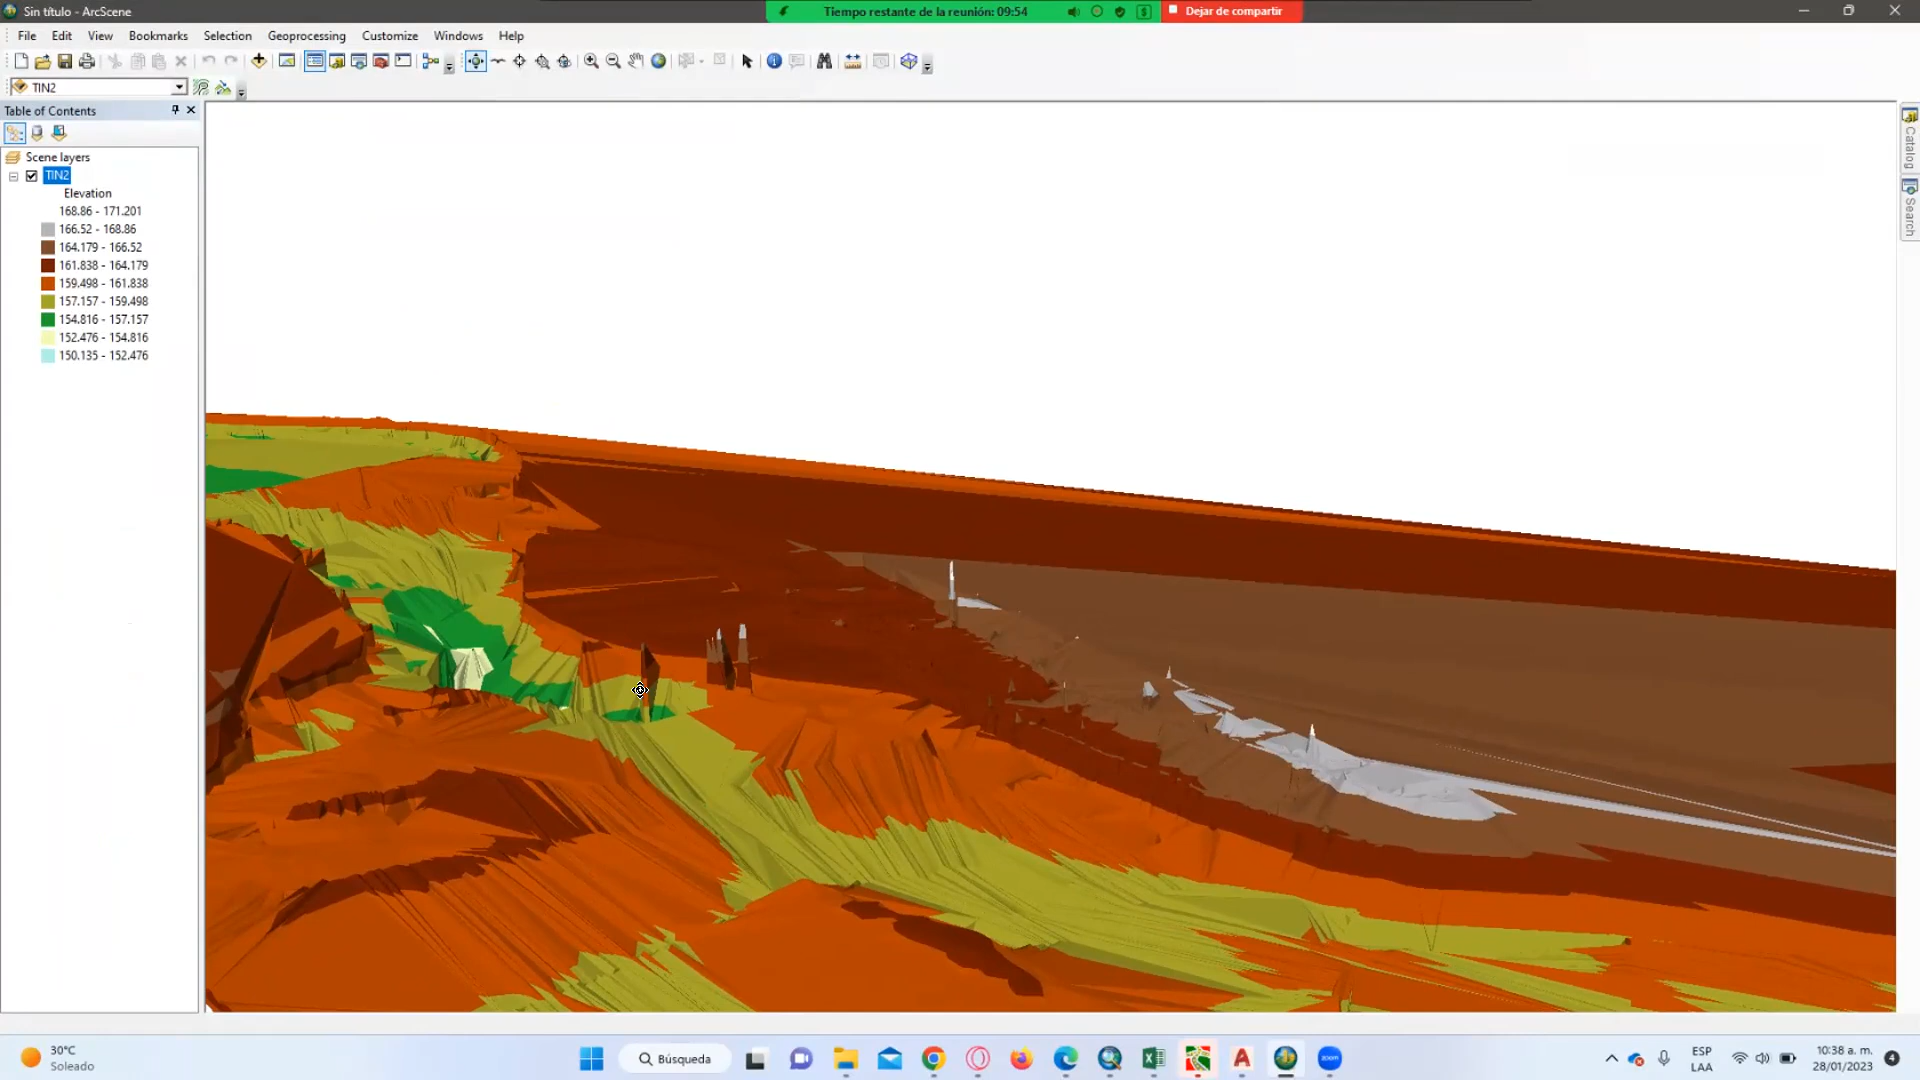 Sin título - ArcScene
Tiempo restante de la reunión: 09:54
Dejar de compartir
File Edit View Bookmarks Selection Geoprocessing Customize Windows Help
TIN2
Table of Contents
Scene layers
TIN2
Elevation
168.86 - 171.201
166.52 - 168.86
164.179 - 166.52
161.838 - 164.179
159.498 - 161.838
157.157 - 159.498
154.816 - 157.157
152.476 - 154.816
150.135 - 152.476
Catalog
Search
30°C
Soleado
Búsqueda
zoom
ESP
LAA
10:38 a. m.
28/01/2023
4